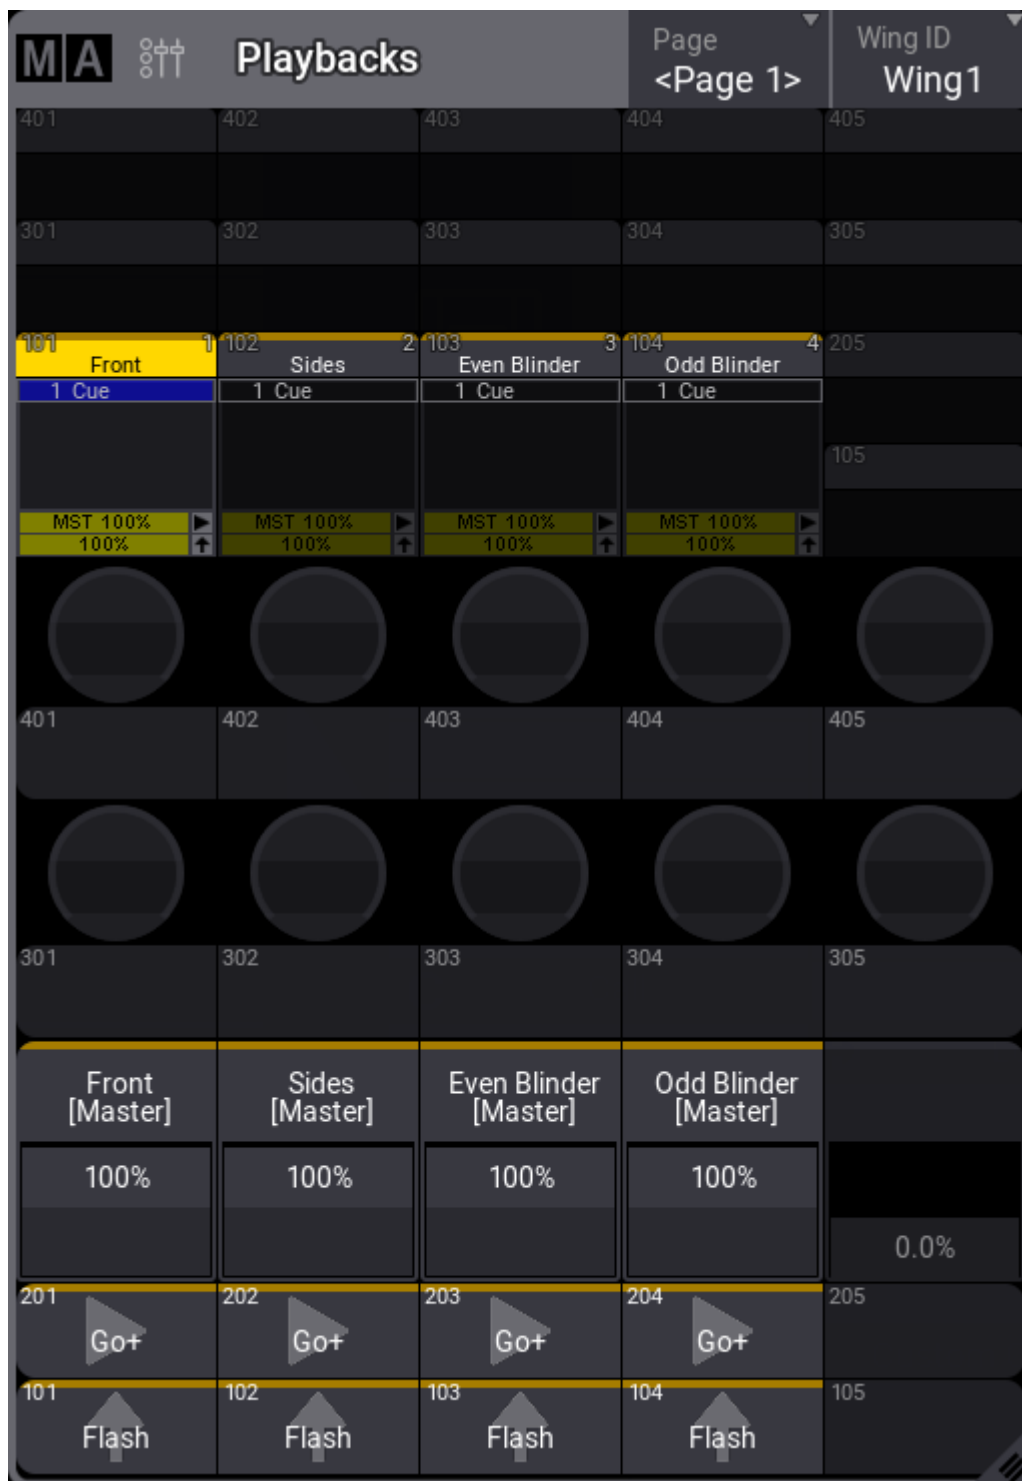 MA Playbacks Page Wing ID
<Page 1> Wing1
401 402 403 404 405
301 302 303 304 305
101 1 102 2 103 3 104 4 205
Front Sides Even Blinder Odd Blinder
1 Cue 1 Cue 1 Cue 1 Cue
105
MST 100% MST 100% MST 100% MST 100%
100% 100% 100% 100%
401 402 403 404 405
301 302 303 304 305
Front Sides Even Blinder Odd Blinder
[Master] [Master] [Master] [Master]
100% 100% 100% 100%
0.0%
201 202 203 204 205
Go+ Go+ Go+ Go+
101 102 103 104 105
Flash Flash Flash Flash